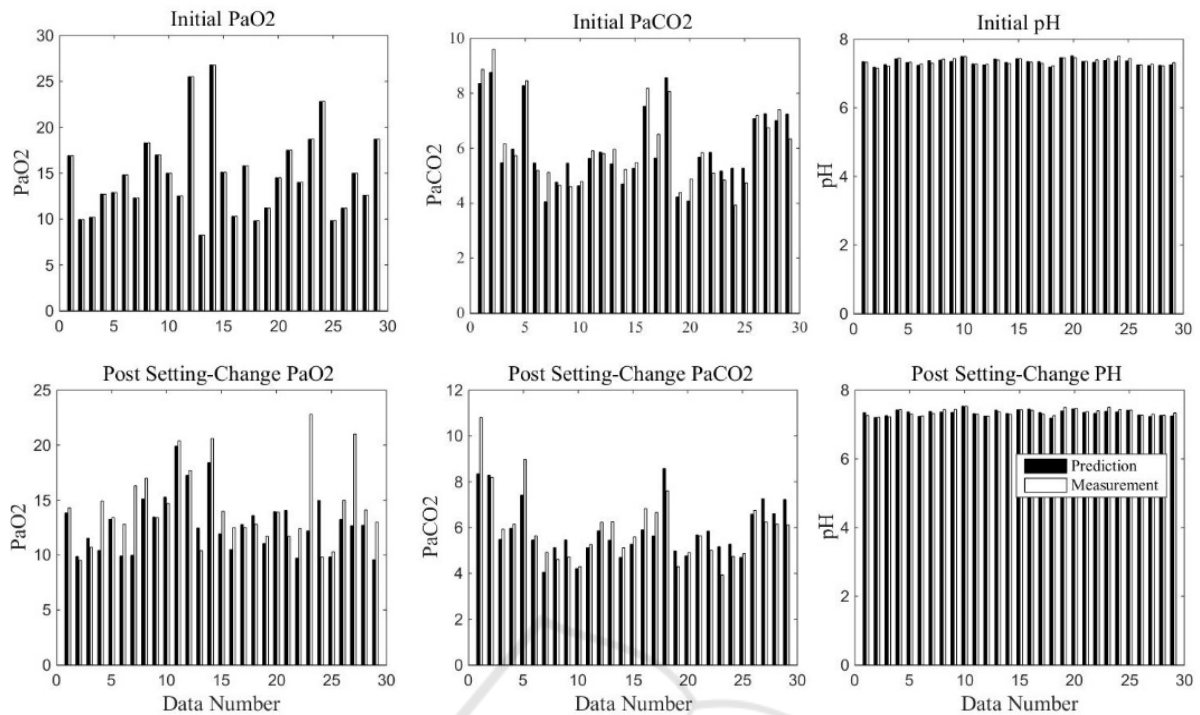 Initial PaO2
30
25
20
15
10
5
0
PaO2
0 5 10 15 20 25 30
Initial PaCO2
10
8
6
4
2
0
PaCO2
0 5 10 15 20 25 30
Initial pH
8
6
4
2
0
pH
0 5 10 15 20 25 30
Post Setting-Change PaO2
25
20
15
10
5
0
PaO2
0 5 10 15 20 25 30
Data Number
Post Setting-Change PaCO2
12
10
8
6
4
2
0
PaCO2
0 5 10 15 20 25 30
Data Number
Post Setting-Change PH
8
6
4
2
0
pH
Prediction
Measurement
0 5 10 15 20 25 30
Data Number